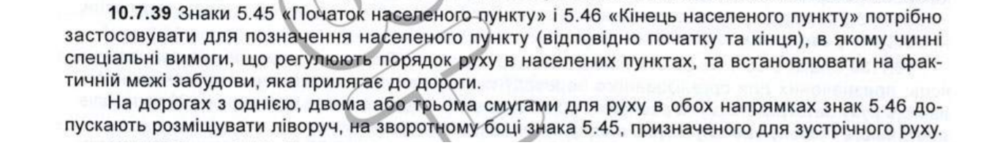 10.7.39 Знаки 5.45 «Початок населеного пункту» і 5.46 «Кінець населеного пункту» потрібно
застосовувати для позначення населеного пункту (відповідно початку та кінця), в якому чинні
спеціальні вимоги, що регулюють порядок руху в населених пунктах, та встановлювати на фак-
тичній межі забудови, яка прилягає до дороги.
На дорогах з однією, двома або трьома смугами для руху в обох напрямках знак 5.46 до-
пускають розміщувати ліворуч, на зворотному боці знака 5.45, призначеного для зустрічного руху.